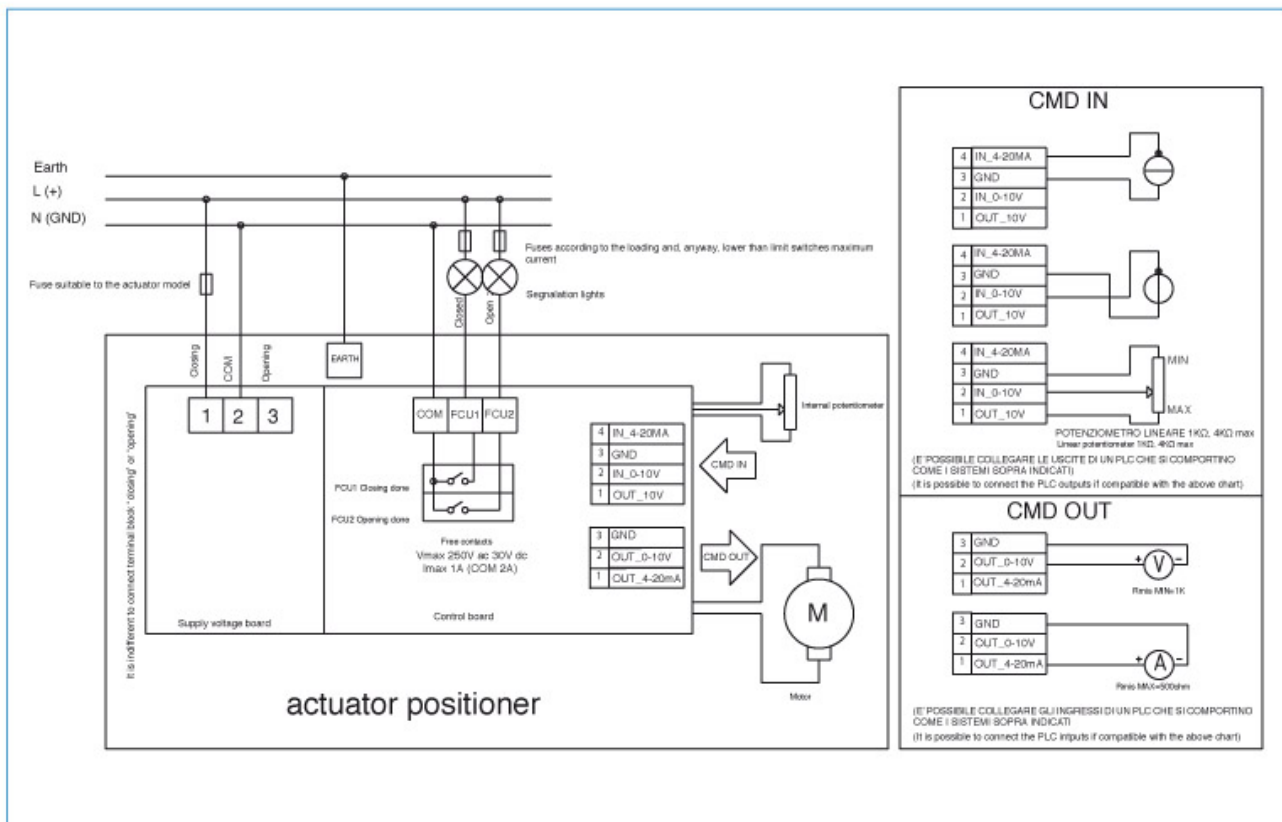 Earth
L (+)
N (GND)
Fuse suitable to the actuator model
Fuses according to the loading and, anyway, lower than limit switches maximum
current
Segnalation lights
Closed
Open
Closing
COM
Opening
EARTH
1
2
3
COM
FCU1
FCU2
FCU1 Closing done
FCU2 Opening done
Free contacts
Vmax 250V ac 30V dc
Imax 1A (COM 2A)
It is indifferent to connect terminal block "closing" or "opening"
Supply voltage board
Control board
Internal potentiometer
4 IN_4-20MA
3 GND
2 IN_0-10V
1 OUT_10V
CMD IN
3 GND
2 OUT_0-10V
1 OUT_4-20mA
CMD OUT
M
Motor
actuator positioner
CMD IN
4 IN_4-20MA
3 GND
2 IN_0-10V
1 OUT_10V
4 IN_4-20MA
3 GND
2 IN_0-10V
1 OUT_10V
4 IN_4-20MA
3 GND
2 IN_0-10V
1 OUT_10V
MIN
MAX
POTENZIOMETRO LINEARE 1KΩ, 4KΩ max
Linear potentiometer 1KΩ, 4KΩ max
(E' POSSIBILE COLLEGARE LE USCITE DI UN PLC CHE SI COMPORTINO
COME I SISTEMI SOPRA INDICATI)
(It is possible to connect the PLC outputs if compatible with the above chart)
CMD OUT
3 GND
2 OUT_0-10V
1 OUT_4-20mA
+ V -
Rmis MIN=1K
3 GND
2 OUT_0-10V
1 OUT_4-20mA
+ A -
Rmis MAX=500ohm
(E' POSSIBILE COLLEGARE GLI INGRESSI DI UN PLC CHE SI COMPORTINO
COME I SISTEMI SOPRA INDICATI
(It is possible to connect the PLC intputs if compatible with the above chart)